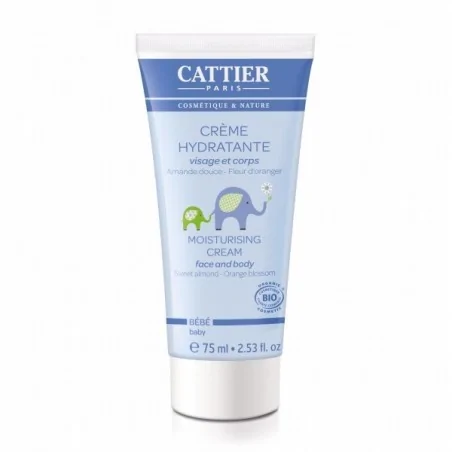 CATTIER
PARIS
COSMÉTIQUE & NATURE
CRÈME
HYDRATANTE
visage et corps
Amande douce - Fleur d'oranger
MOISTURISING
CREAM
face and body
Sweet almond - Orange blossom
BIO
BÉBÉ
baby
e 75 ml • 2.53 fl. oz